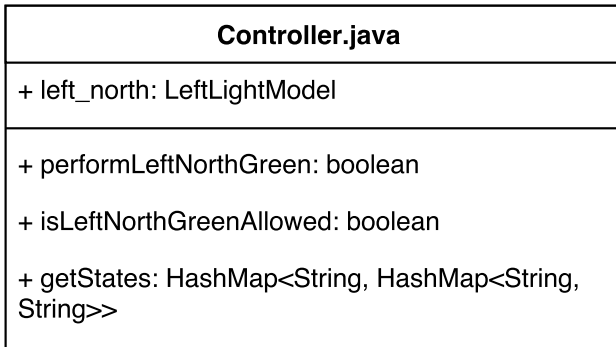 Controller.java
+ left_north: LeftLightModel
+ performLeftNorthGreen: boolean
+ isLeftNorthGreenAllowed: boolean
+ getStates: HashMap<String, HashMap<String,
String>>